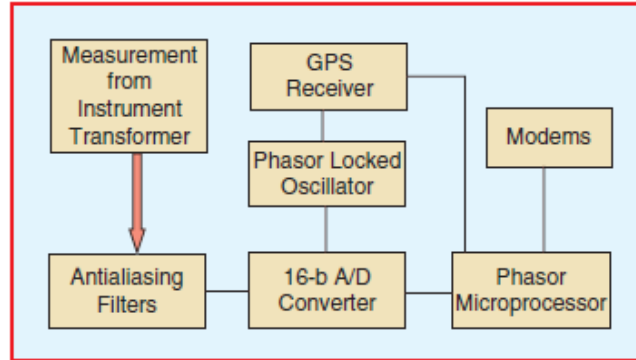 Measurement
from
Instrument
Transformer
GPS
Receiver
Modems
Phasor Locked
Oscillator
Antialiasing
Filters
16-b A/D
Converter
Phasor
Microprocessor